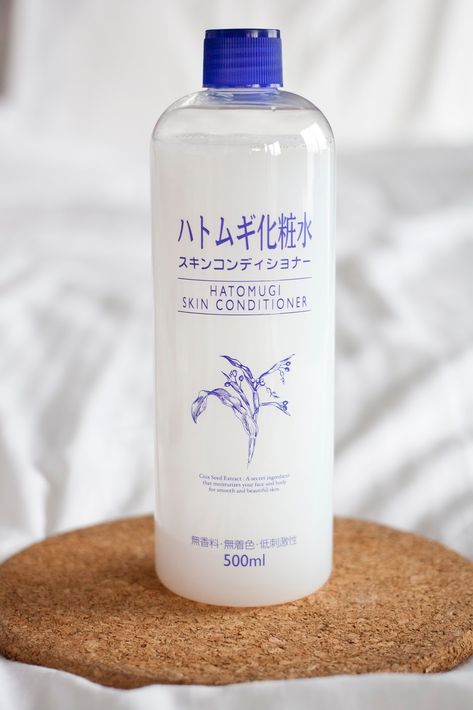 ハトムギ化粧水
スキンコンディショナー
HATOMUGI
SKIN CONDITIONER
Coix Seed Extract : A secret ingredient
that moisturizes your face and body
for smooth and beautiful skin.
無香料・無着色・低刺激性
500ml